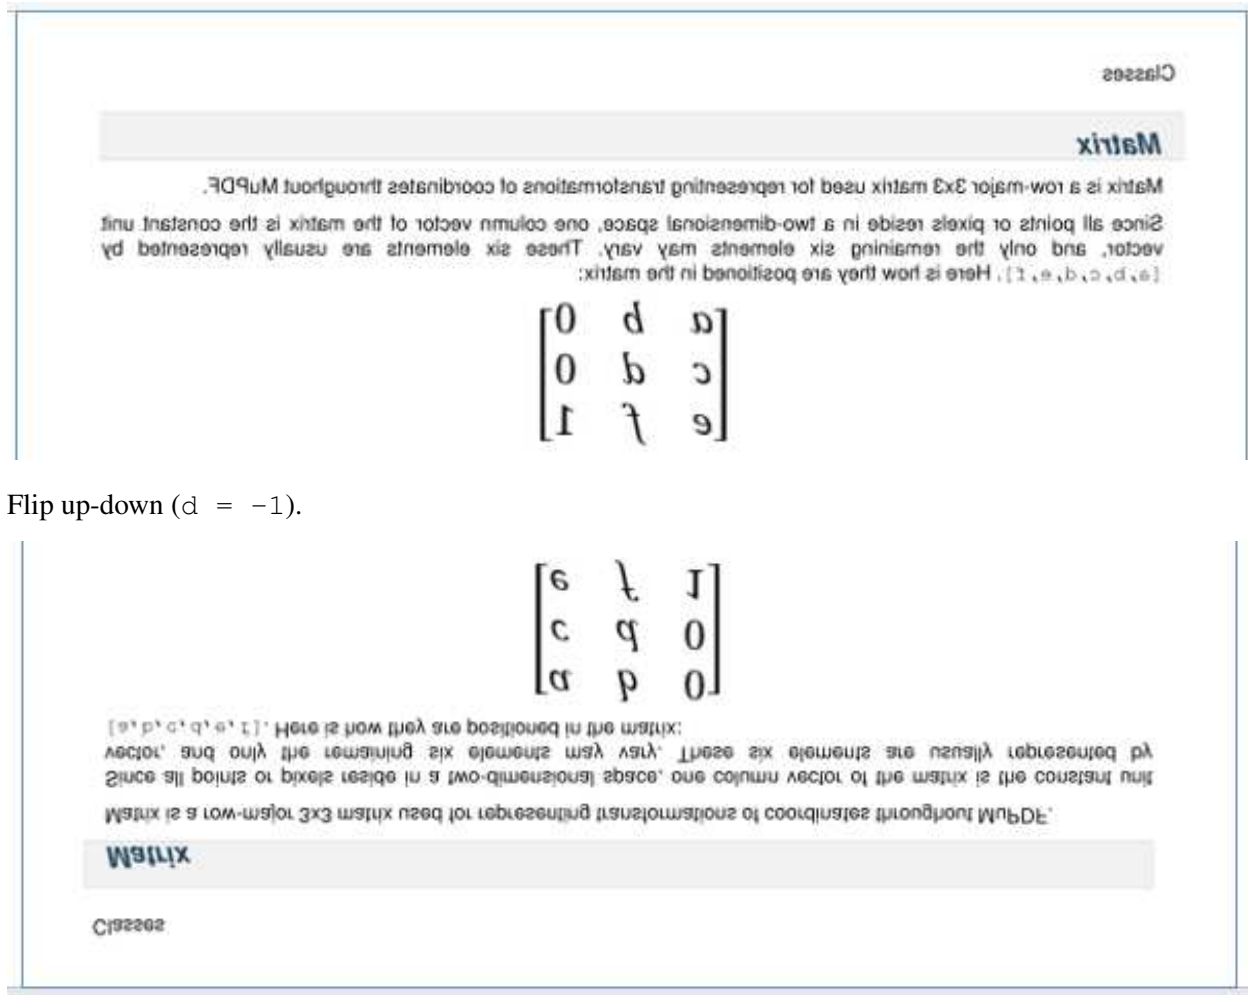 Classes
Matrix
Matrix is a row-major 3x3 matrix used for representing transformations of coordinates throughout MuPDF.
Since all points or pixels reside in a two-dimensional space, one column vector of the matrix is the constant unit
vector, and only the remaining six elements may vary. These six elements are usually represented by
[a,b,c,d,e,f]. Here is how they are positioned in the matrix:
a b 0
c d 0
e f 1
Flip up-down (d = -1).
e f 1
c d 0
a b 0
[a,b,c,d,e,f]. Here is how they are positioned in the matrix:
vector, and only the remaining six elements may vary. These six elements are usually represented by
Since all points or pixels reside in a two-dimensional space, one column vector of the matrix is the constant unit
Matrix is a row-major 3x3 matrix used for representing transformations of coordinates throughout MuPDF.
Matrix
Classes